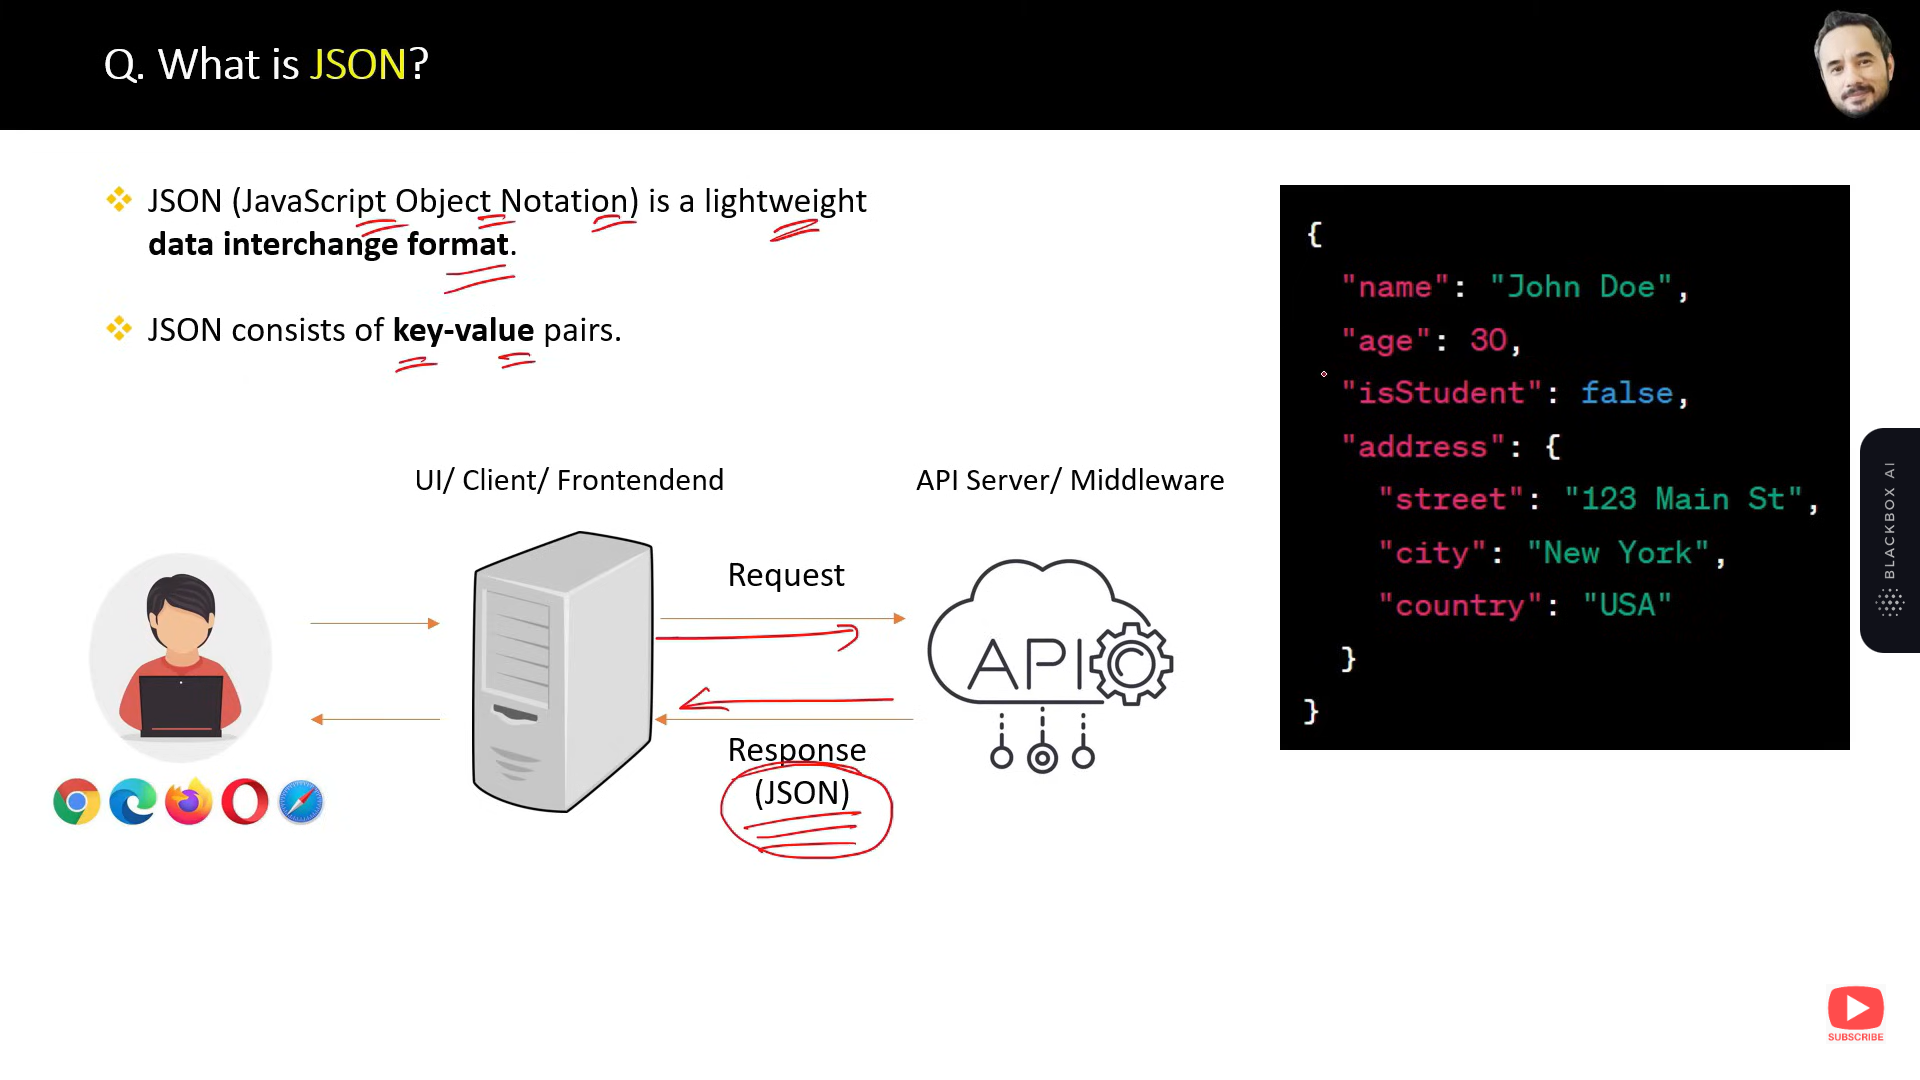 Q. What is JSON?
JSON (JavaScript Object Notation) is a lightweight
data interchange format.
JSON consists of key-value pairs.
UI/ Client/ Frontendend
API Server/ Middleware
Request
API
Response
(JSON)
{
"name": "John Doe",
"age": 30,
"isStudent": false,
"address": {
"street": "123 Main St",
"city": "New York",
"country": "USA"
}
}
BLACKBOX AI
SUBSCRIBE